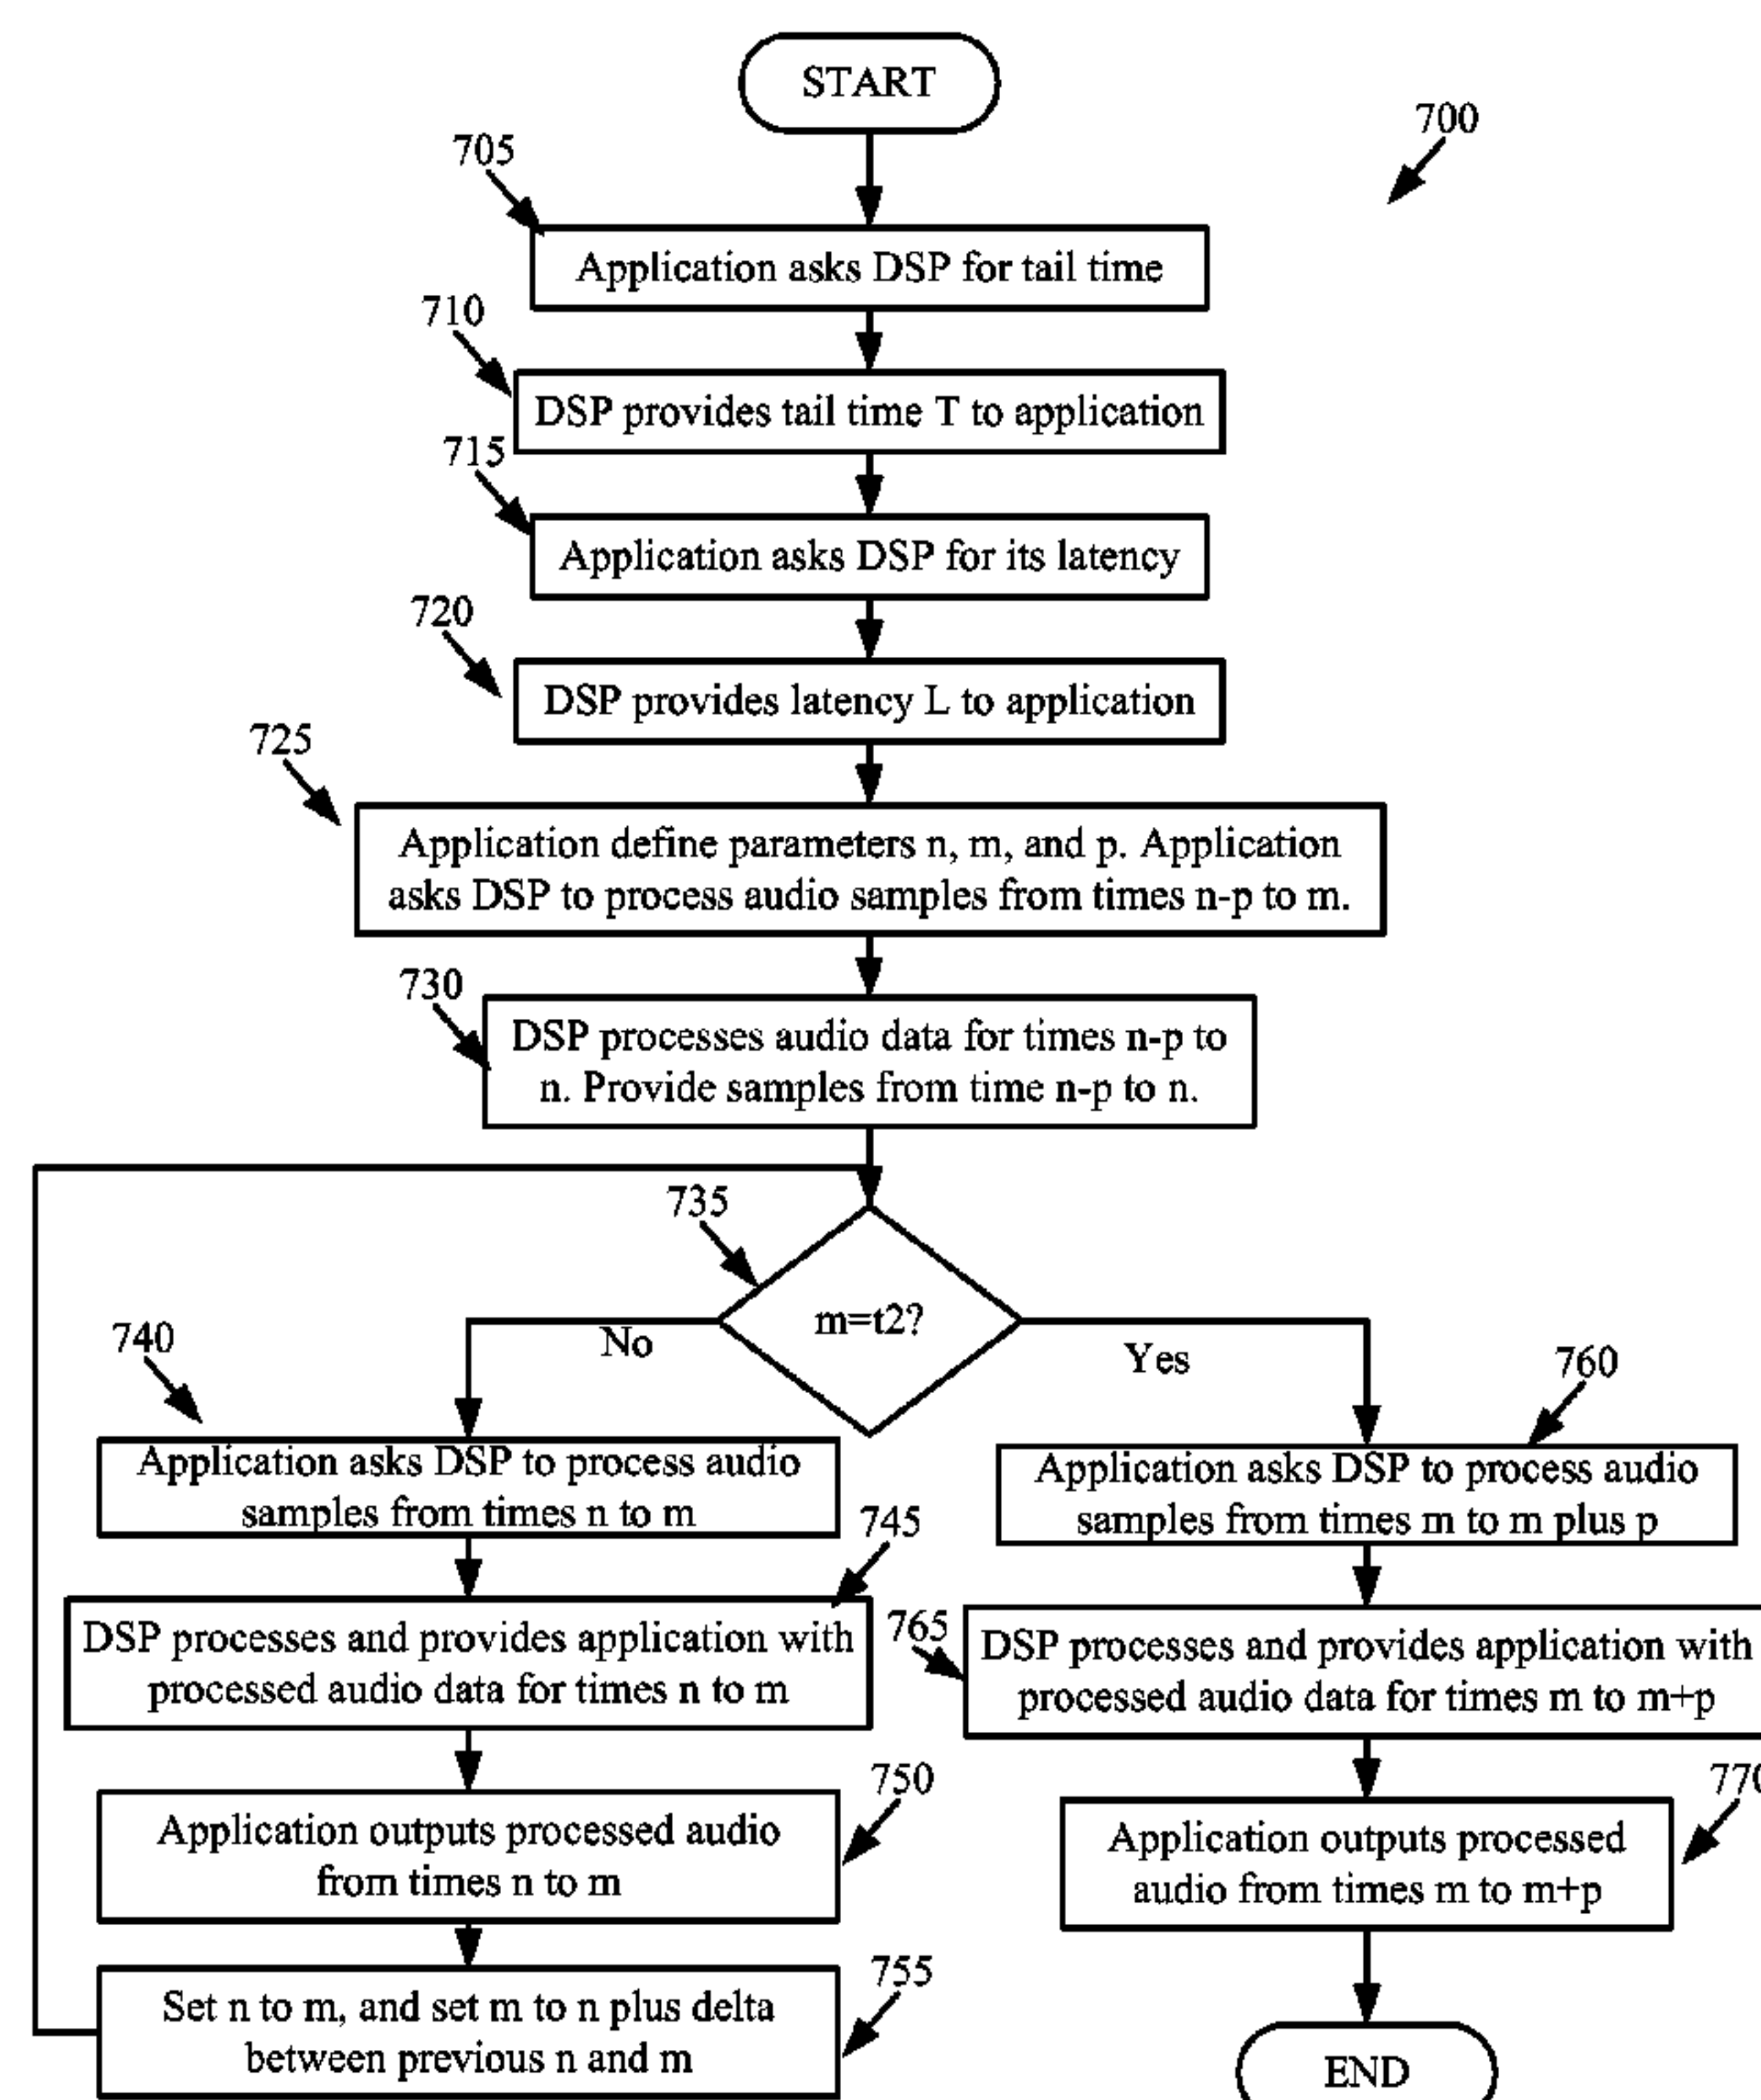 START
700
705
Application asks DSP for tail time
710
DSP provides tail time T to application
715
Application asks DSP for its latency
720
DSP provides latency L to application
725
Application define parameters n, m, and p. Application
asks DSP to process audio samples from times n-p to m.
730
DSP processes audio data for times n-p to
n. Provide samples from time n-p to n.
735
m=t2?
No
Yes
740
Application asks DSP to process audio
samples from times n to m
745
DSP processes and provides application with
processed audio data for times n to m
750
Application outputs processed audio
from times n to m
755
Set n to m, and set m to n plus delta
between previous n and m
760
Application asks DSP to process audio
samples from times m to m plus p
765
DSP processes and provides application with
processed audio data for times m to m+p
770
Application outputs processed
audio from times m to m+p
END